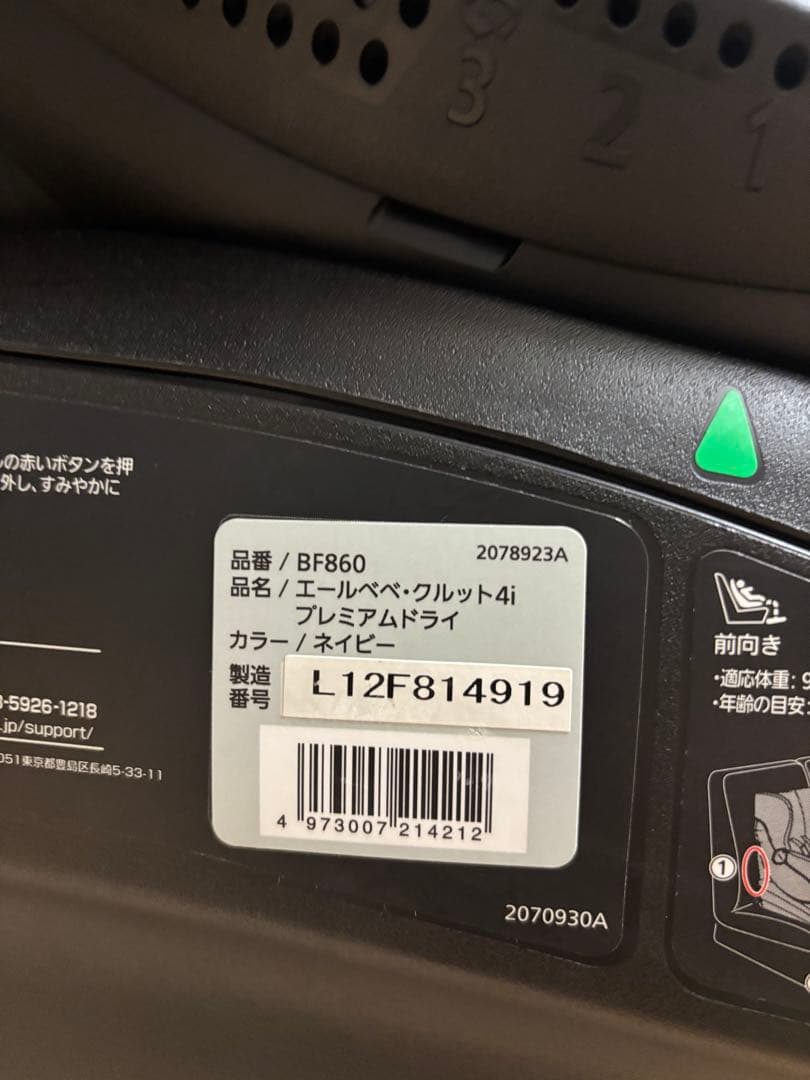 3 2 1
の赤いボタンを押
外し、すみやかに
品番 / BF860
2078923A
品名 / エールベベ・クルット4i
プレミアムドライ
カラー / ネイビー
製造
番号
L12F814919
4 973007 214212
-5926-1218
.jp/support/
051東京都豊島区長崎5-33-11
2070930A
前向き
・適応体重: 9
・年齢の目安:
1